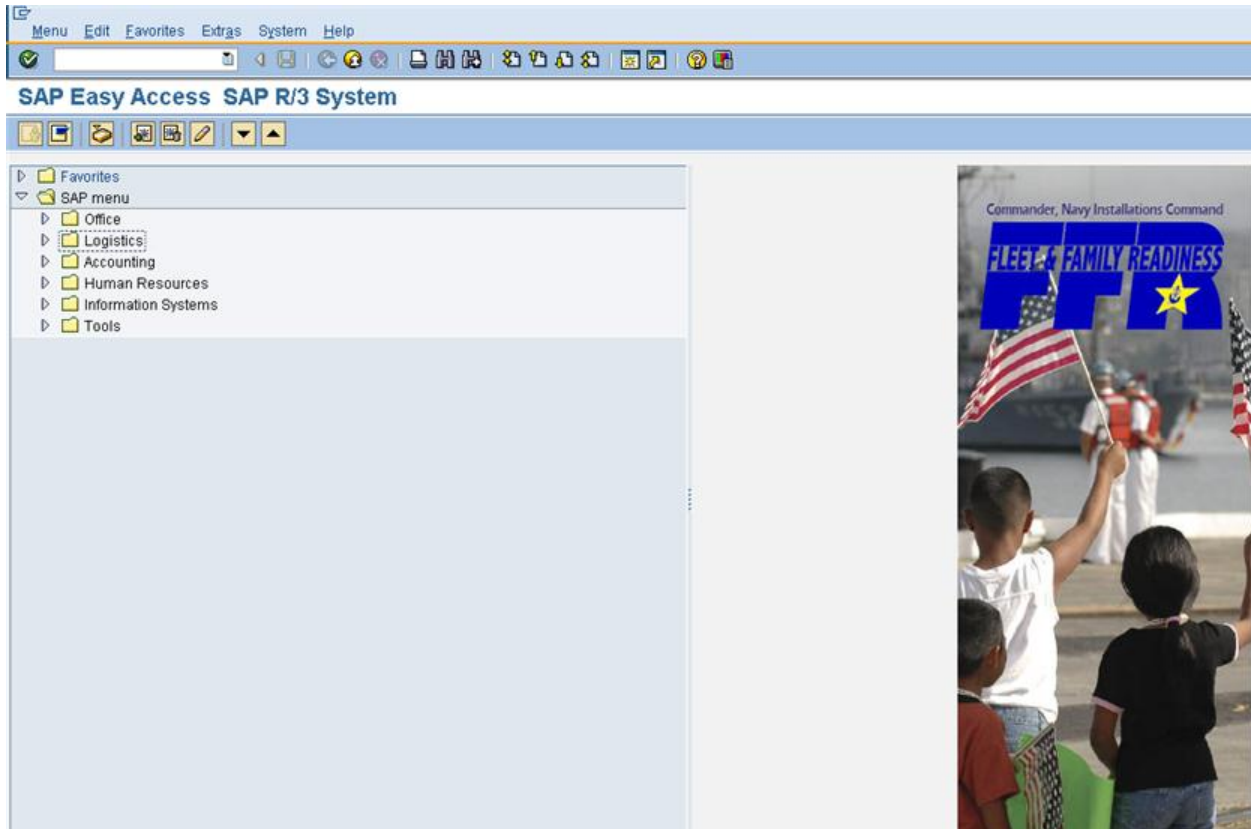 Menu Edit Favorites Extras System Help
SAP Easy Access SAP R/3 System
Favorites
SAP menu
Office
Logistics
Accounting
Human Resources
Information Systems
Tools
Commander, Navy Installations Command
FLEET & FAMILY READINESS
FFR